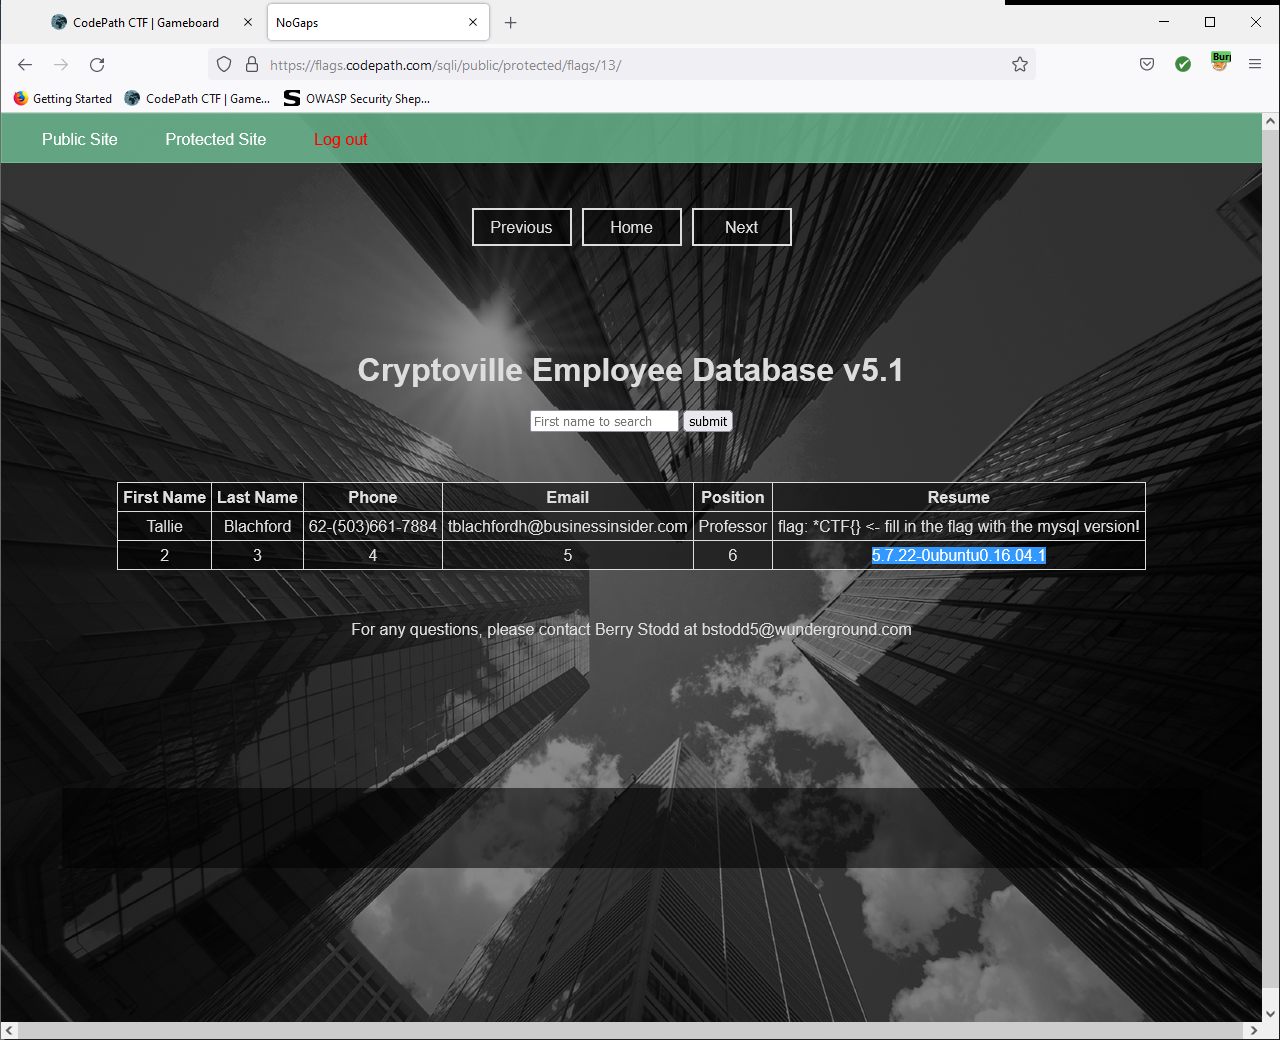 CodePath CTF | Gameboard
NoGaps
https://flags.codepath.com/sqli/public/protected/flags/13/
Burp
Getting Started
CodePath CTF | Game...
OWASP Security Shep...
Public Site
Protected Site
Log out
Previous
Home
Next
Cryptoville Employee Database v5.1
First name to search
submit
First Name Last Name Phone Email Position Resume
Tallie Blachford 62-(503)661-7884 tblachfordh@businessinsider.com Professor flag: *CTF{} <- fill in the flag with the mysql version!
2 3 4 5 6 5.7.22-0ubuntu0.16.04.1
For any questions, please contact Berry Stodd at bstodd5@wunderground.com